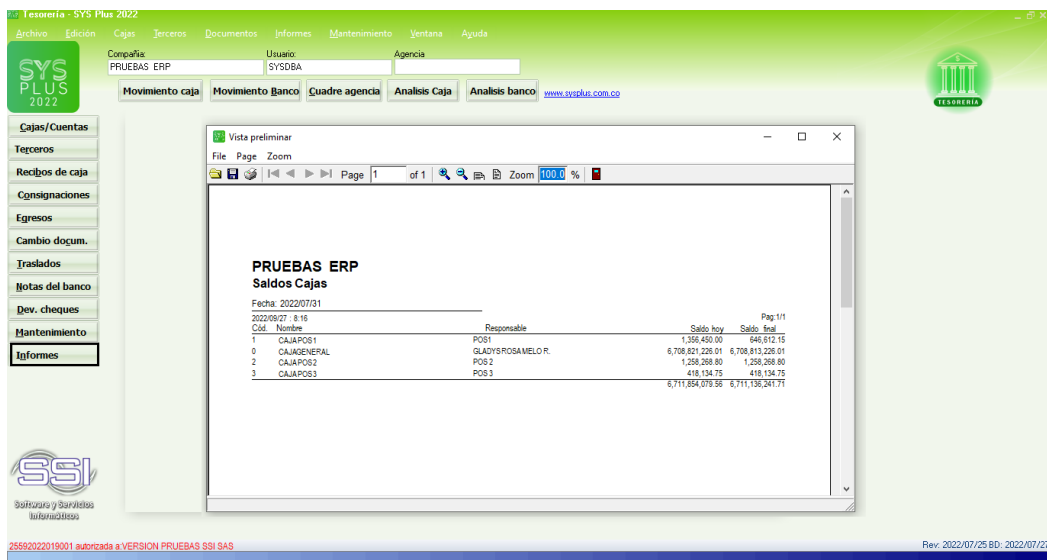 Tesorería - SYS Plus 2022
Archivo Edición Cajas Terceros Documentos Informes Mantenimiento Ventana Ayuda
SYS
PLUS
2022
Compañia: Usuario: Agencia
PRUEBAS ERP SYSDBA
Movimiento caja Movimiento Banco Cuadre agencia Analisis Caja Analisis banco www.sysplus.com.co
TESORERÍA
Cajas/Cuentas
Terceros
Recibos de caja
Consignaciones
Egresos
Cambio docum.
Traslados
Notas del banco
Dev. cheques
Mantenimiento
Informes
Vista preliminar
File Page Zoom
Page 1 of 1 Zoom 100.0 %
PRUEBAS ERP
Saldos Cajas
Fecha: 2022/07/31
2022/09/27 : 8:16 Pag:1/1
Cód. Nombre Responsable Saldo hoy Saldo final
1 CAJAPOS1 POS1 1,356,450.00 646,612.15
0 CAJAGENERAL GLADYS ROSA MELO R. 6,708,821,226.01 6,708,813,226.01
2 CAJAPOS2 POS 2 1,258,268.80 1,258,268.80
3 CAJAPOS3 POS 3 418,134.75 418,134.75
6,711,854,079.56 6,711,136,241.71
SSI
Software y Servicios
Informáticos
25592022019001 autorizada a:VERSION PRUEBAS SSI SAS
Rev: 2022/07/25 BD: 2022/07/27